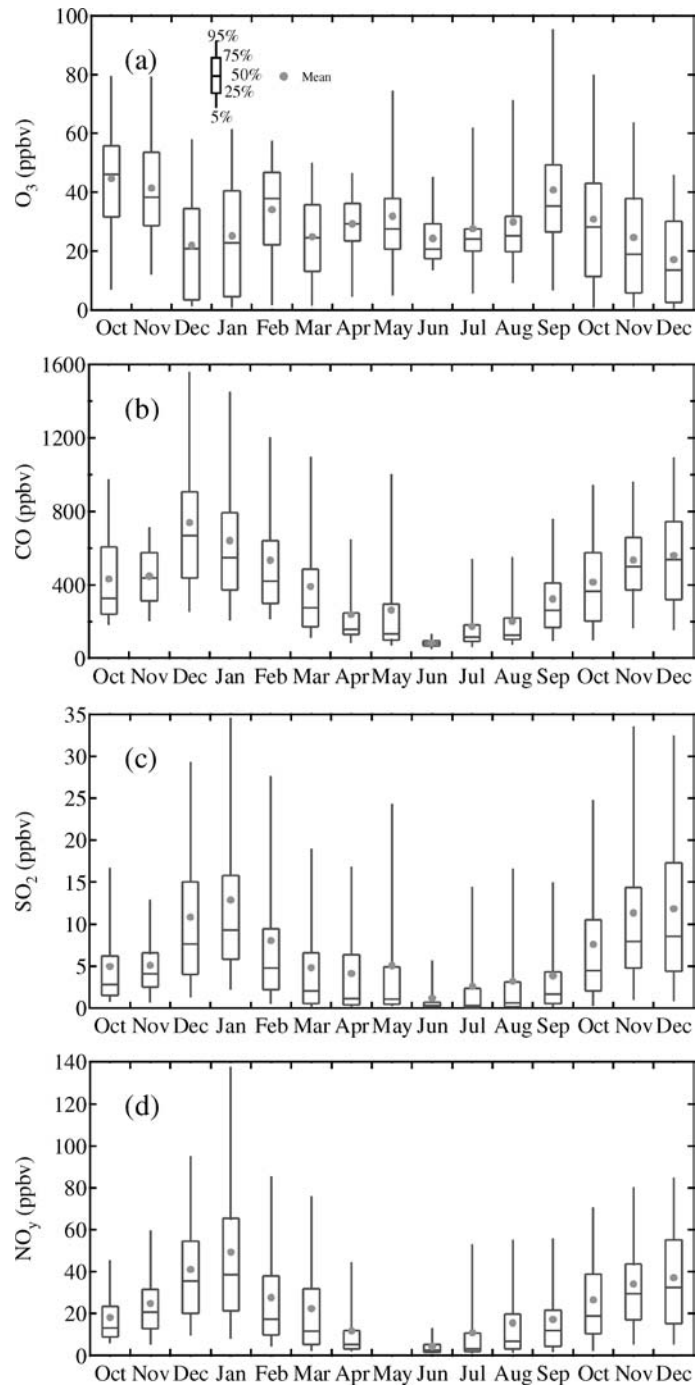 95%
75%
(a)
50%
Mean
25%
5%
100
80
60
40
20
0
O3 (ppbv)
Oct Nov Dec Jan Feb Mar Apr May Jun Jul Aug Sep Oct Nov Dec
1600
1200
800
400
0
(b)
CO (ppbv)
Oct Nov Dec Jan Feb Mar Apr May Jun Jul Aug Sep Oct Nov Dec
35
30
25
20
15
10
5
0
(c)
SO2 (ppbv)
Oct Nov Dec Jan Feb Mar Apr May Jun Jul Aug Sep Oct Nov Dec
140
120
100
80
60
40
20
0
(d)
NOy (ppbv)
Oct Nov Dec Jan Feb Mar Apr May Jun Jul Aug Sep Oct Nov Dec